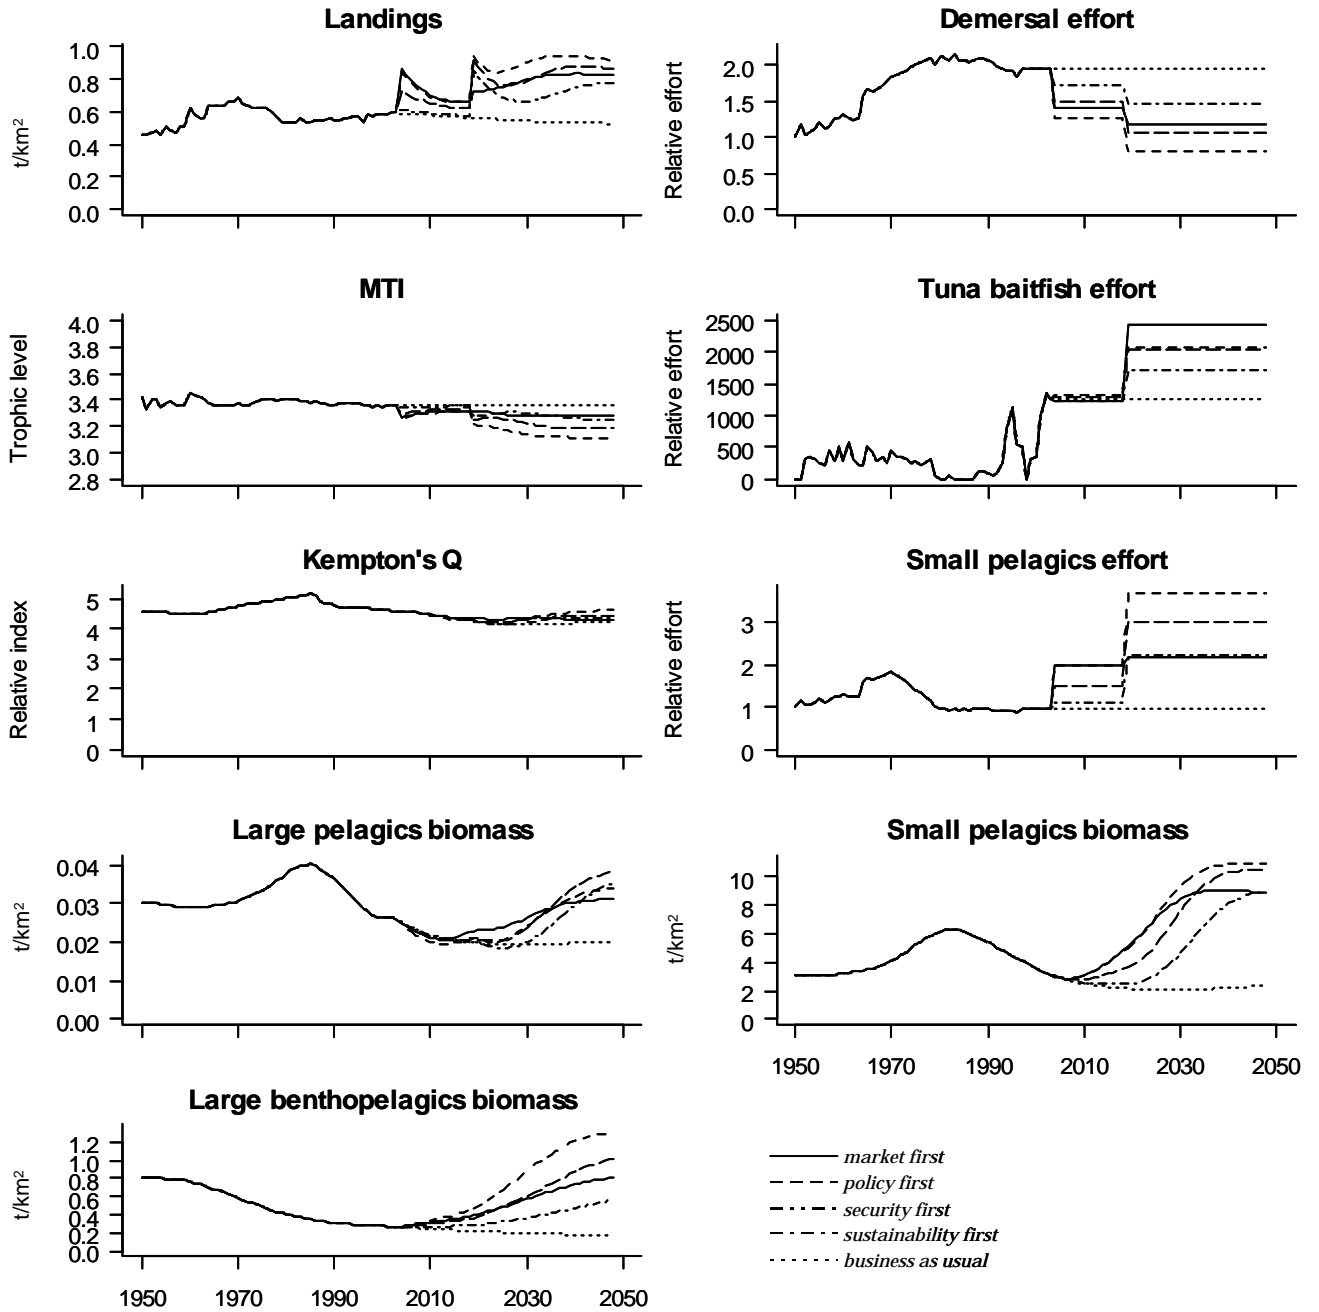 Landings
t/km²
1.0
0.8
0.6
0.4
0.2
0.0
Demersal effort
Relative effort
2.0
1.5
1.0
0.5
0.0
MTI
Trophic level
4.0
3.8
3.6
3.4
3.2
3.0
2.8
Tuna baitfish effort
Relative effort
2500
2000
1500
1000
500
0
Kempton's Q
Relative index
5
4
3
2
1
0
Small pelagics effort
Relative effort
3
2
1
0
Large pelagics biomass
t/km²
0.04
0.03
0.02
0.01
0.00
Small pelagics biomass
t/km²
10
8
6
4
2
0
1950 1970 1990 2010 2030 2050
Large benthopelagics biomass
t/km²
1.2
1.0
0.8
0.6
0.4
0.2
0.0
1950 1970 1990 2010 2030 2050
market first
policy first
security first
sustainability first
business as usual